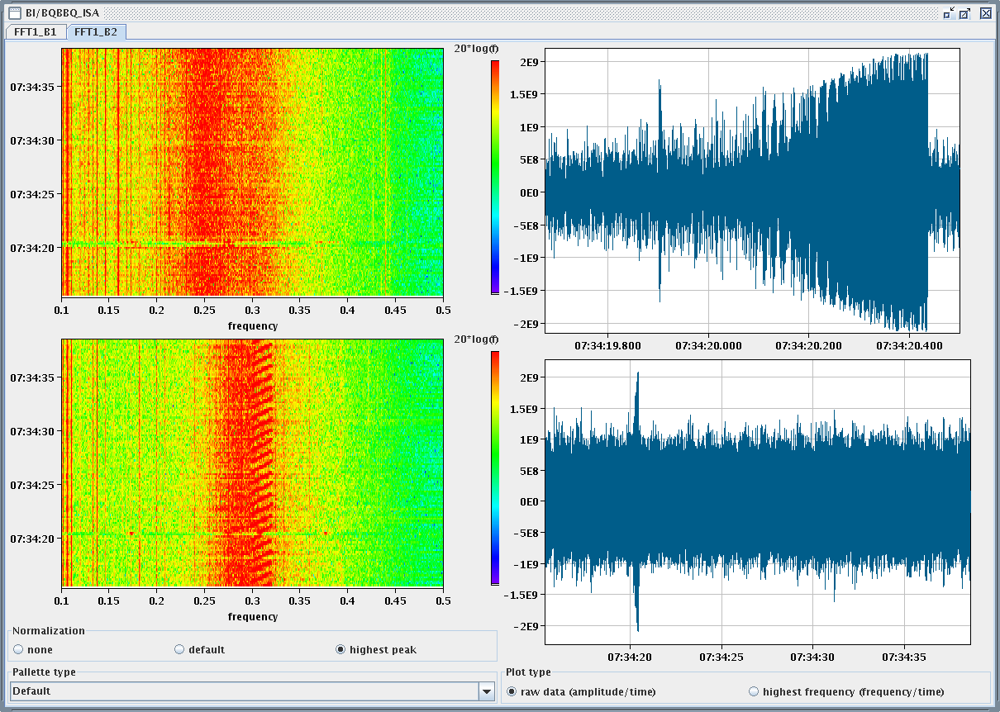 BI/BQBBQ_ISA
FFT1_B1 FFT1_B2
20*log(f)
07:34:35
07:34:30
07:34:25
07:34:20
0.1 0.15 0.2 0.25 0.3 0.35 0.4 0.45 0.5
frequency
2E9
1.5E9
1E9
5E8
0E0
-5E8
-1E9
-1.5E9
-2E9
07:34:19.800 07:34:20.000 07:34:20.200 07:34:20.400
20*log(f)
07:34:35
07:34:30
07:34:25
07:34:20
0.1 0.15 0.2 0.25 0.3 0.35 0.4 0.45 0.5
frequency
2E9
1.5E9
1E9
5E8
0E0
-5E8
-1E9
-1.5E9
-2E9
07:34:20 07:34:25 07:34:30 07:34:35
Normalization
none default highest peak
Pallette type
Default
Plot type
raw data (amplitude/time) highest frequency (frequency/time)